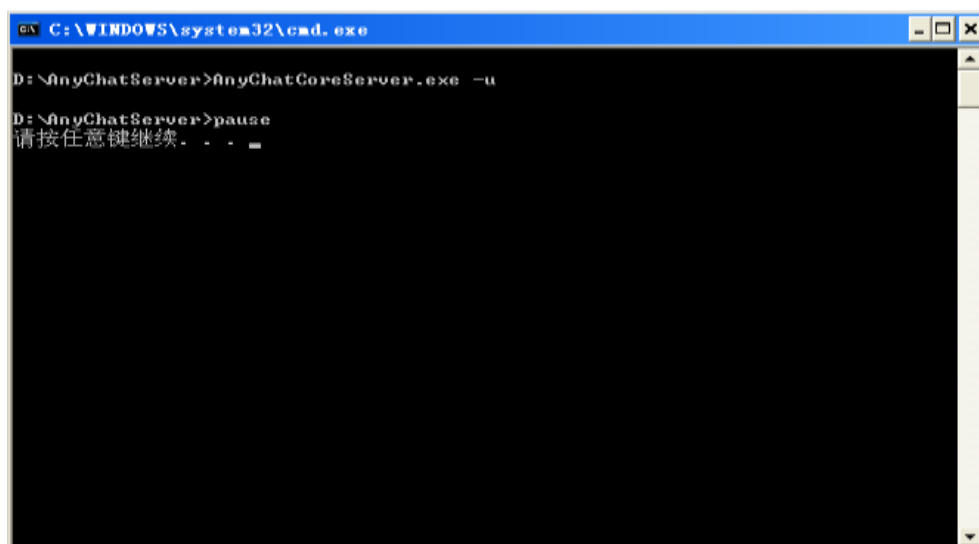 C:\WINDOWS\system32\cmd.exe
D:\AnyChatServer>AnyChatCoreServer.exe -u
D:\AnyChatServer>pause
请按任意键继续. . .